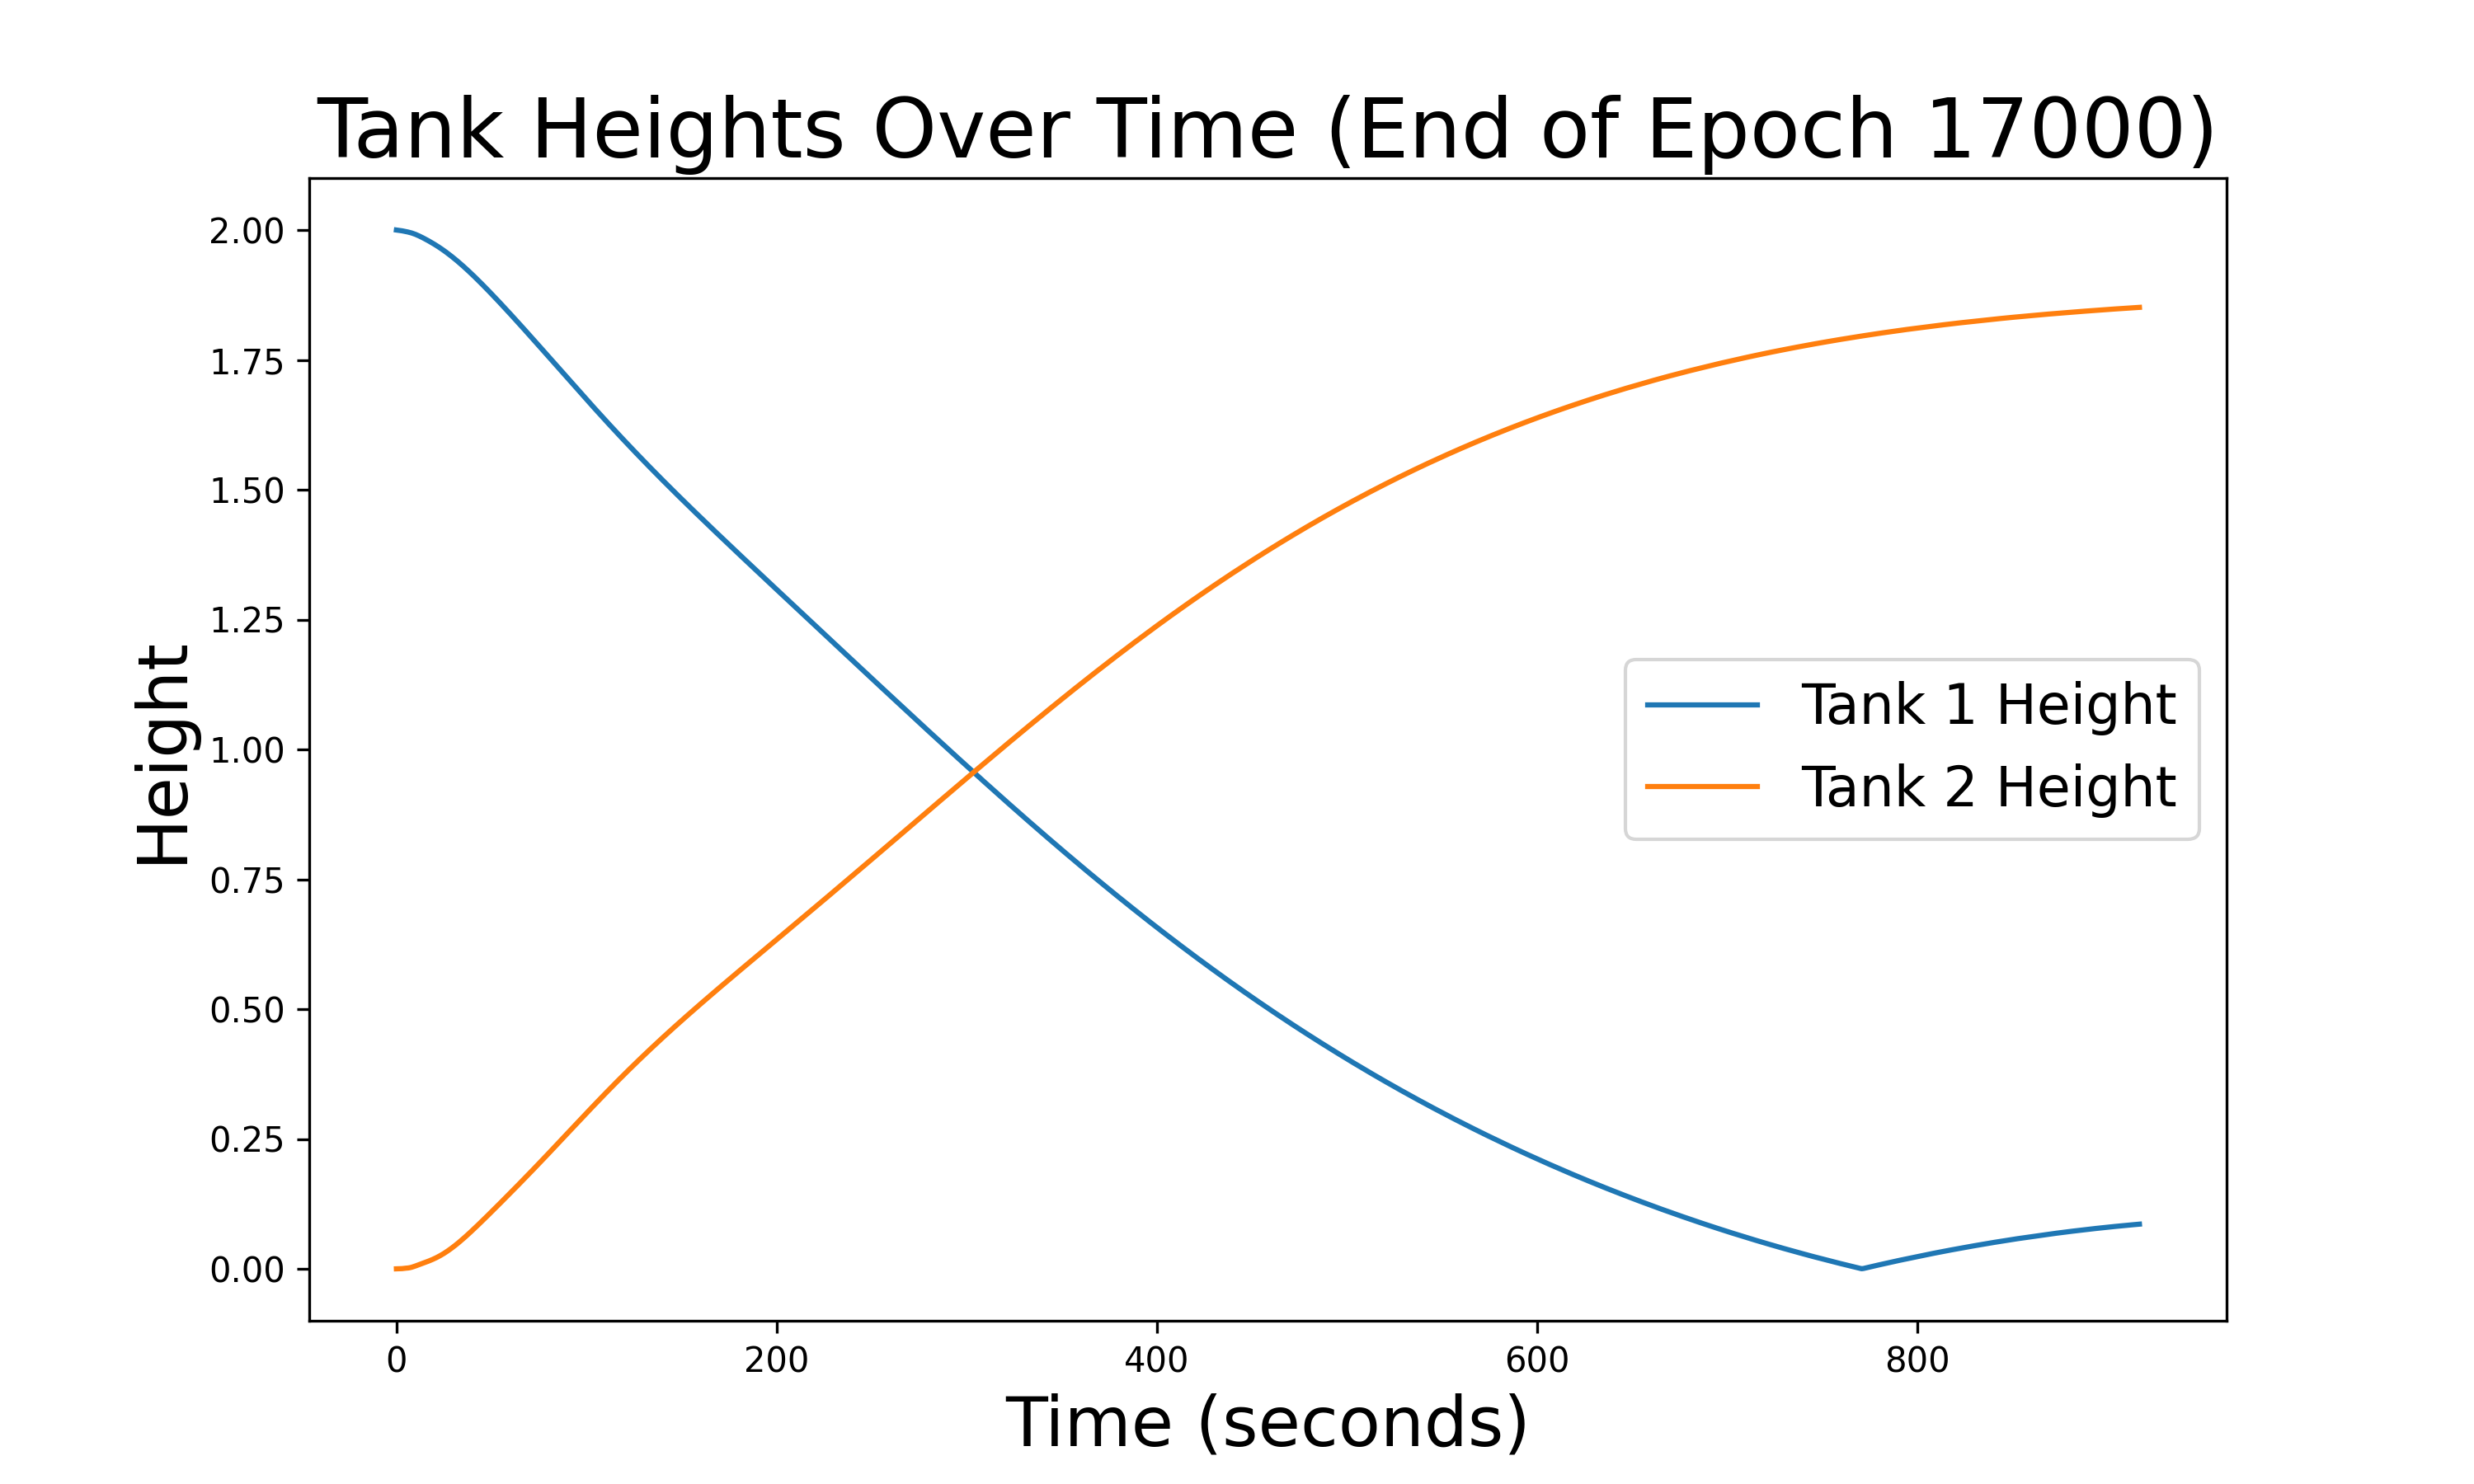 Tank Heights Over Time (End of Epoch 17000)
Height
2.00
1.75
1.50
1.25
1.00
0.75
0.50
0.25
0.00
Tank 1 Height
Tank 2 Height
0 200 400 600 800
Time (seconds)